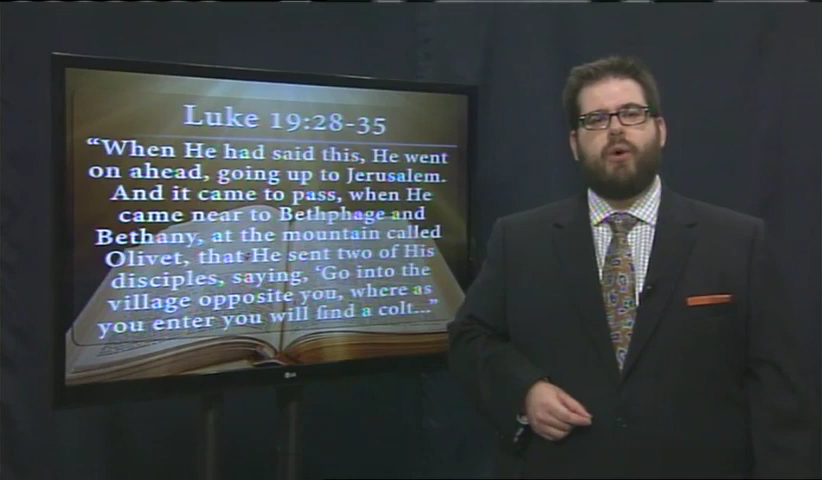 Luke 19:28-35
“When He had said this, He went
on ahead, going up to Jerusalem.
And it came to pass, when He
came near to Bethphage and
Bethany, at the mountain called
Olivet, that He sent two of His
disciples, saying, ‘Go into the
village opposite you, where as
you enter you will find a colt...”
LG